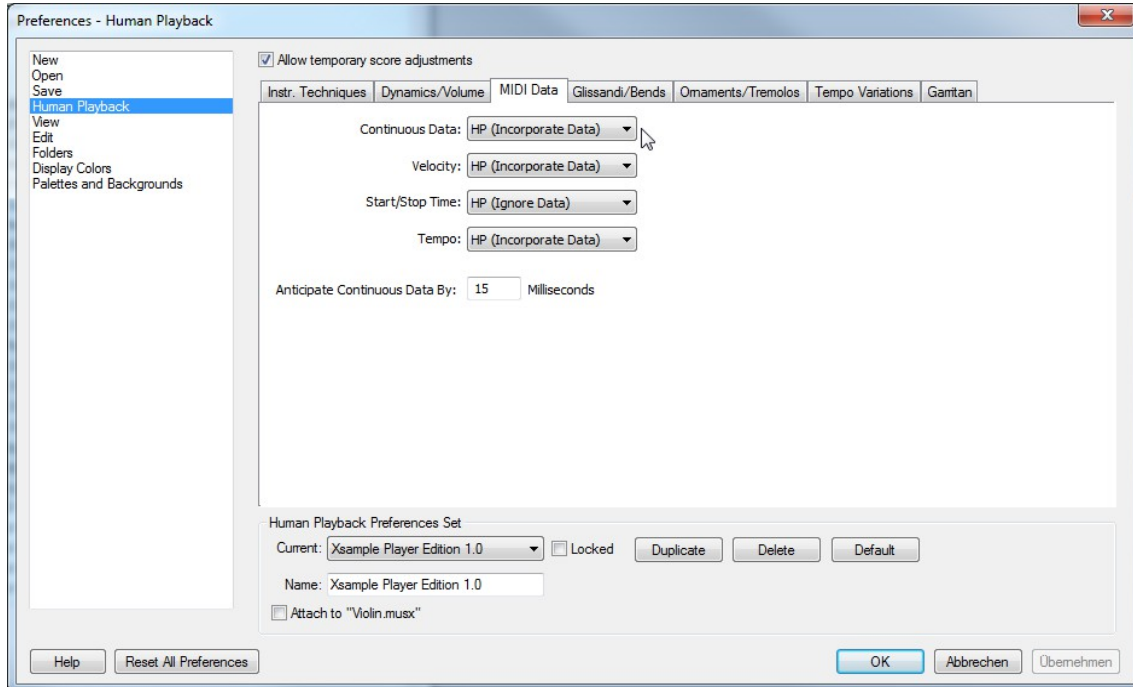 Preferences - Human Playback
New
Open
Save
Human Playback
View
Edit
Folders
Display Colors
Palettes and Backgrounds
Allow temporary score adjustments
Instr. Techniques Dynamics/Volume MIDI Data Glissandi/Bends Ornaments/Tremolos Tempo Variations Garritan
Continuous Data: HP (Incorporate Data)
Velocity: HP (Incorporate Data)
Start/Stop Time: HP (Ignore Data)
Tempo: HP (Incorporate Data)
Anticipate Continuous Data By: 15 Milliseconds
Human Playback Preferences Set
Current: Xsample Player Edition 1.0 Locked Duplicate Delete Default
Name: Xsample Player Edition 1.0
Attach to "Violin.musx"
Help Reset All Preferences OK Abbrechen Übernehmen